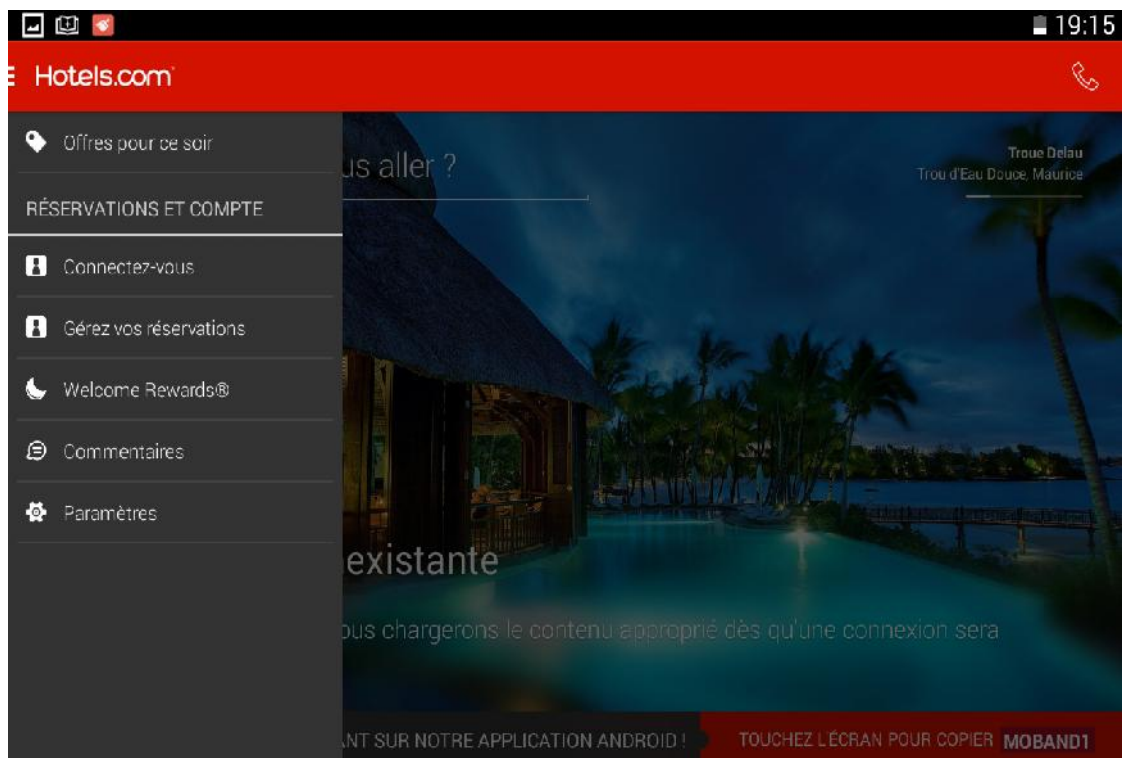 19:15
Hotels.com
Offres pour ce soir
us aller ?
Troue Delau
Trou d'Eau Douce, Maurice
RÉSERVATIONS ET COMPTE
Connectez-vous
Gérez vos réservations
Welcome Rewards®
Commentaires
Paramètres
existante
ous chargerons le contenu approprié dès qu'une connexion sera
ANT SUR NOTRE APPLICATION ANDROID !
TOUCHEZ L'ÉCRAN POUR COPIER MOBAND1